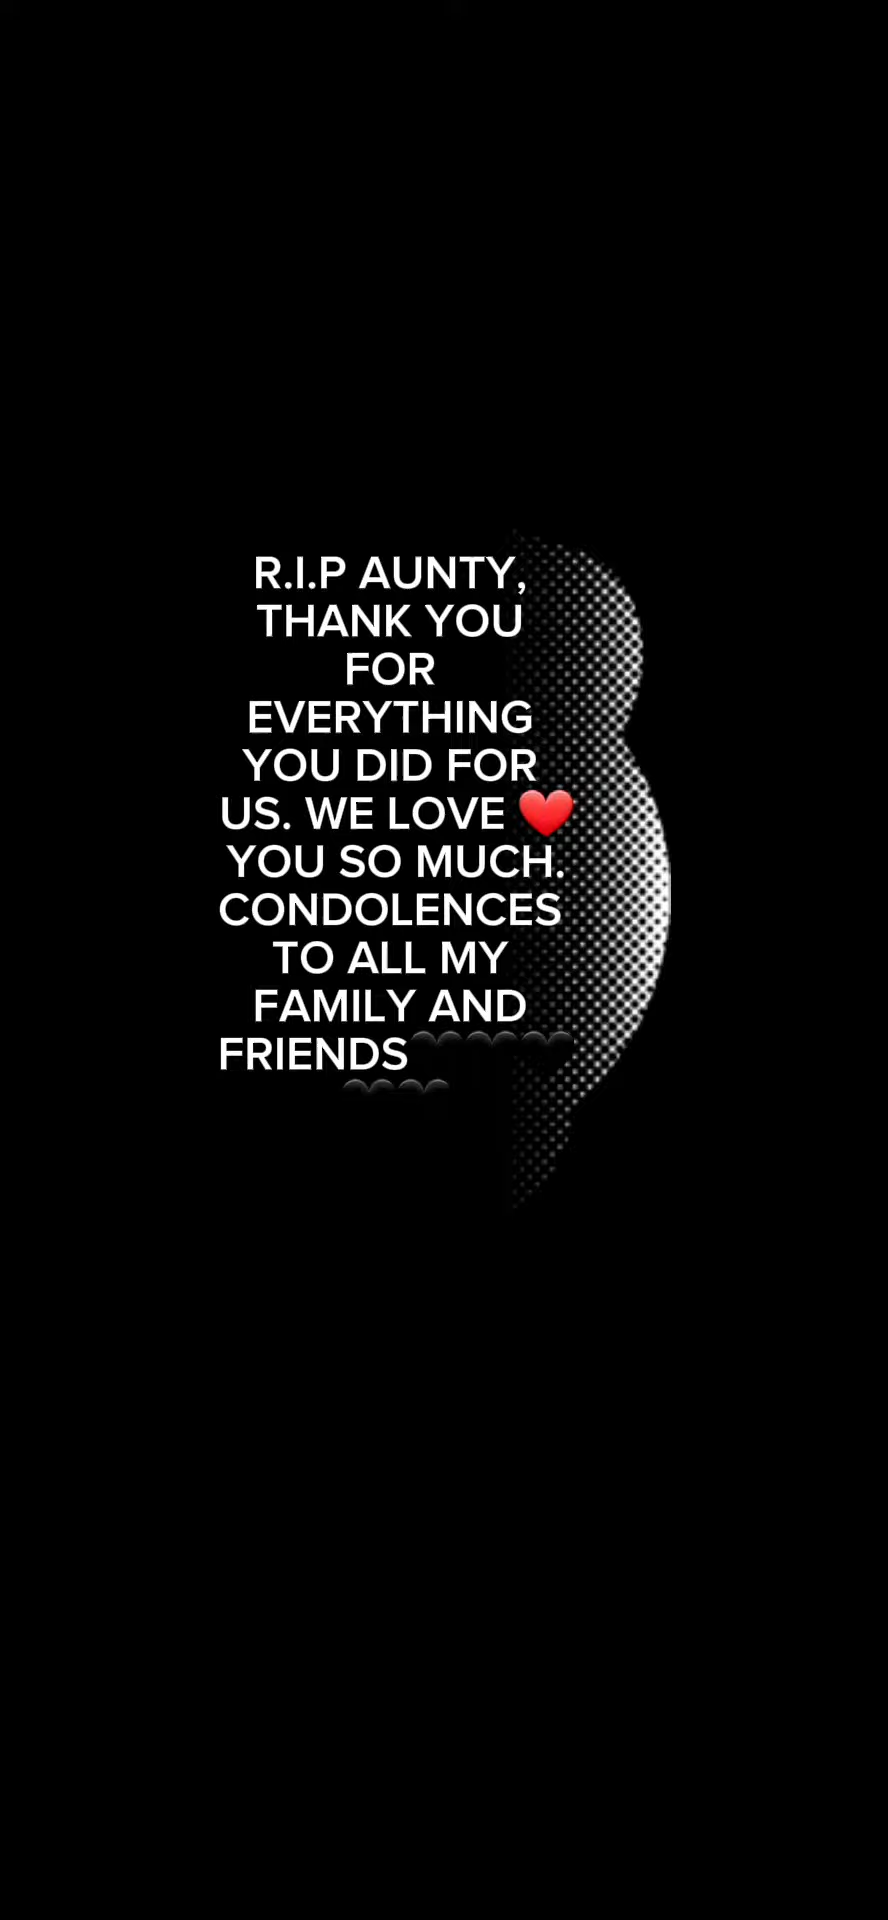 R.I.P AUNTY,
THANK YOU
FOR
EVERYTHING
YOU DID FOR
US. WE LOVE ❤️
YOU SO MUCH.
CONDOLENCES
TO ALL MY
FAMILY AND
FRIENDS🖤🖤🖤
🖤🖤